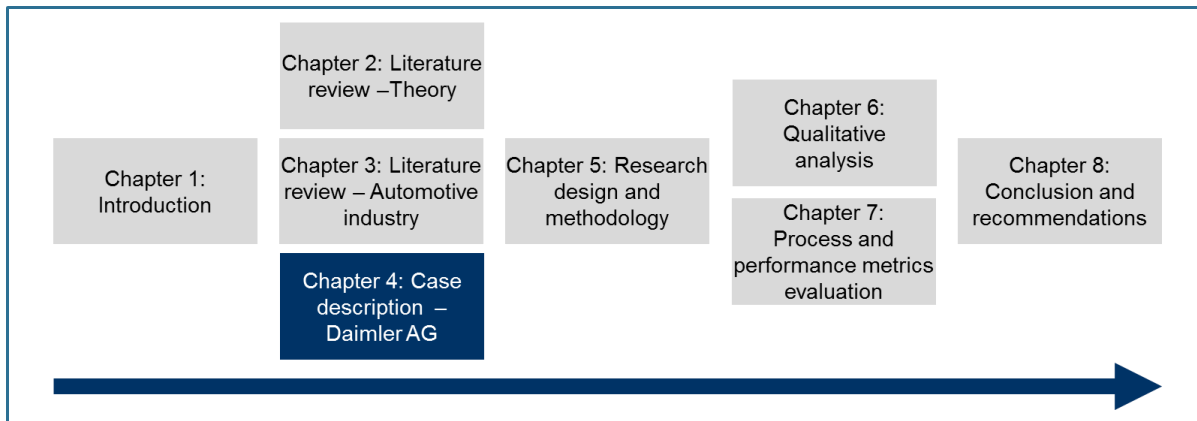 Chapter 1:
Introduction
Chapter 2: Literature
review –Theory
Chapter 3: Literature
review – Automotive
industry
Chapter 4: Case
description –
Daimler AG
Chapter 5: Research
design and
methodology
Chapter 6:
Qualitative
analysis
Chapter 7:
Process and
performance metrics
evaluation
Chapter 8:
Conclusion and
recommendations